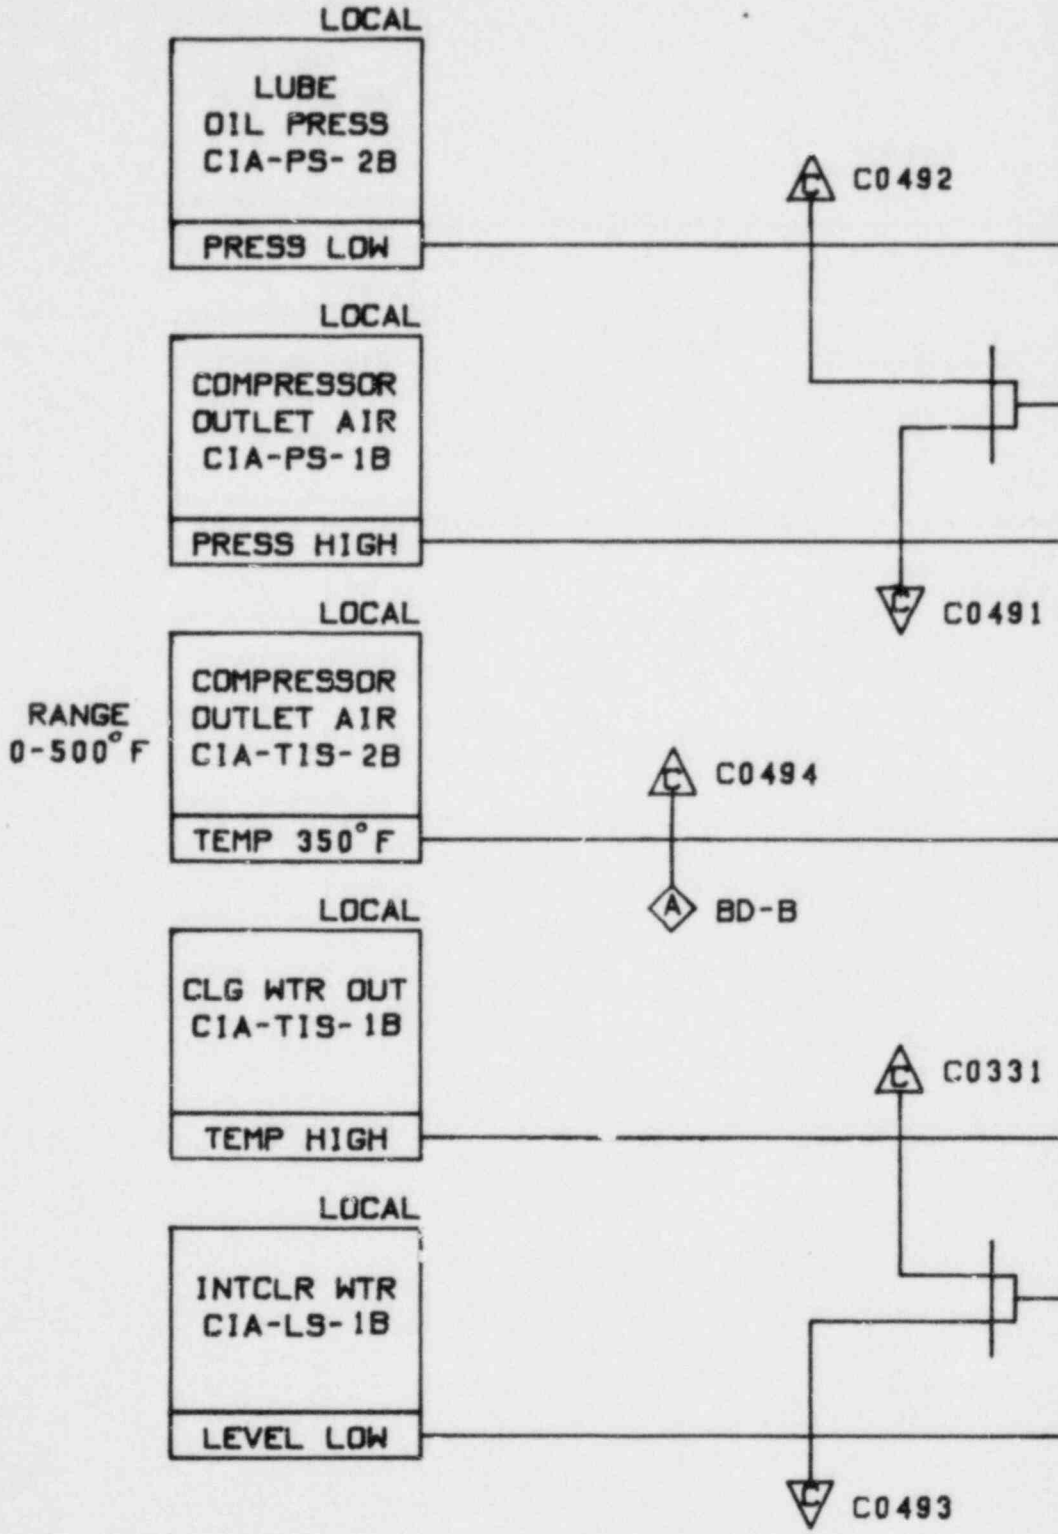 LOCAL
LUBE
OIL PRESS
CIA-PS-2B
PRESS LOW
C
C0492
LOCAL
COMPRESSOR
OUTLET AIR
CIA-PS-1B
PRESS HIGH
C
C0491
LOCAL
RANGE
0-500°F
COMPRESSOR
OUTLET AIR
CIA-TIS-2B
TEMP 350°F
C
C0494
A
BD-B
LOCAL
CLG WTR OUT
CIA-TIS-1B
TEMP HIGH
C
C0331
LOCAL
INTCLR WTR
CIA-LS-1B
LEVEL LOW
C
C0493